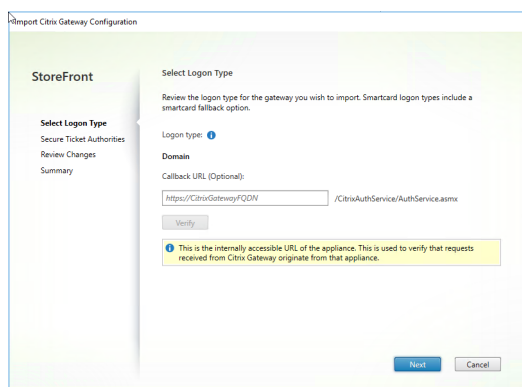 Import Citrix Gateway Configuration
StoreFront
Select Logon Type
Secure Ticket Authorities
Review Changes
Summary
Select Logon Type
Review the logon type for the gateway you wish to import. Smartcard logon types include a
smartcard fallback option.
Logon type:
Domain
Callback URL (Optional):
https://CitrixGatewayFQDN
/CitrixAuthService/AuthService.asmx
Verify
This is the internally accessible URL of the appliance. This is used to verify that requests
received from Citrix Gateway originate from that appliance.
Next
Cancel